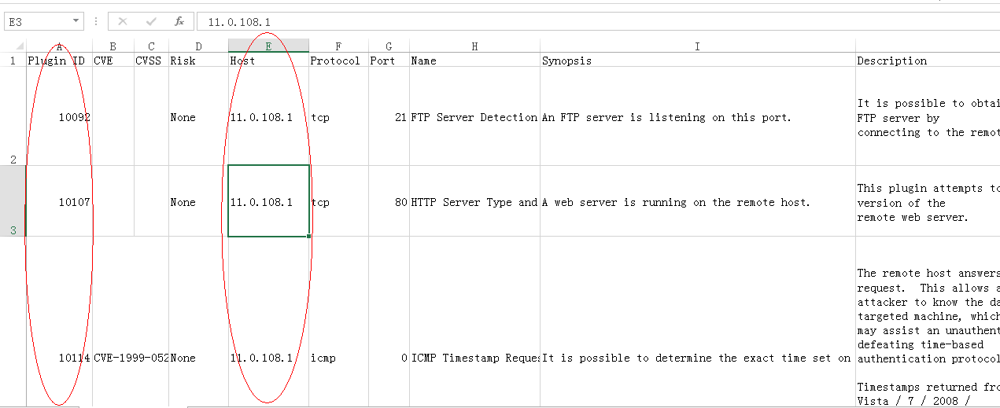 E3 fx 11.0.108.1
A B C D E F G H I
1 Plugin ID CVE CVSS Risk Host Protocol Port Name Synopsis Description
It is possible to obtai
FTP server by
10092 None 11.0.108.1 tcp 21 FTP Server Detection An FTP server is listening on this port.
connecting to the remot
2
This plugin attempts to
10107 None 11.0.108.1 tcp 80 HTTP Server Type and A web server is running on the remote host.
version of the
remote web server.
3
The remote host answers
request. This allows a
attacker to know the da
targeted machine, which
may assist an unauthent
defeating time-based
10114 CVE-1999-052 None 11.0.108.1 icmp 0 ICMP Timestamp Reques It is possible to determine the exact time set on
authentication protocol
Timestamps returned fro
Vista / 7 / 2008 /